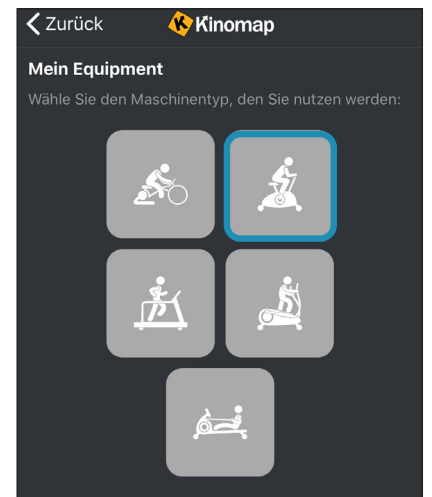 Zurück
Kinomap
Mein Equipment
Wähle Sie den Maschinentyp, den Sie nutzen werden: